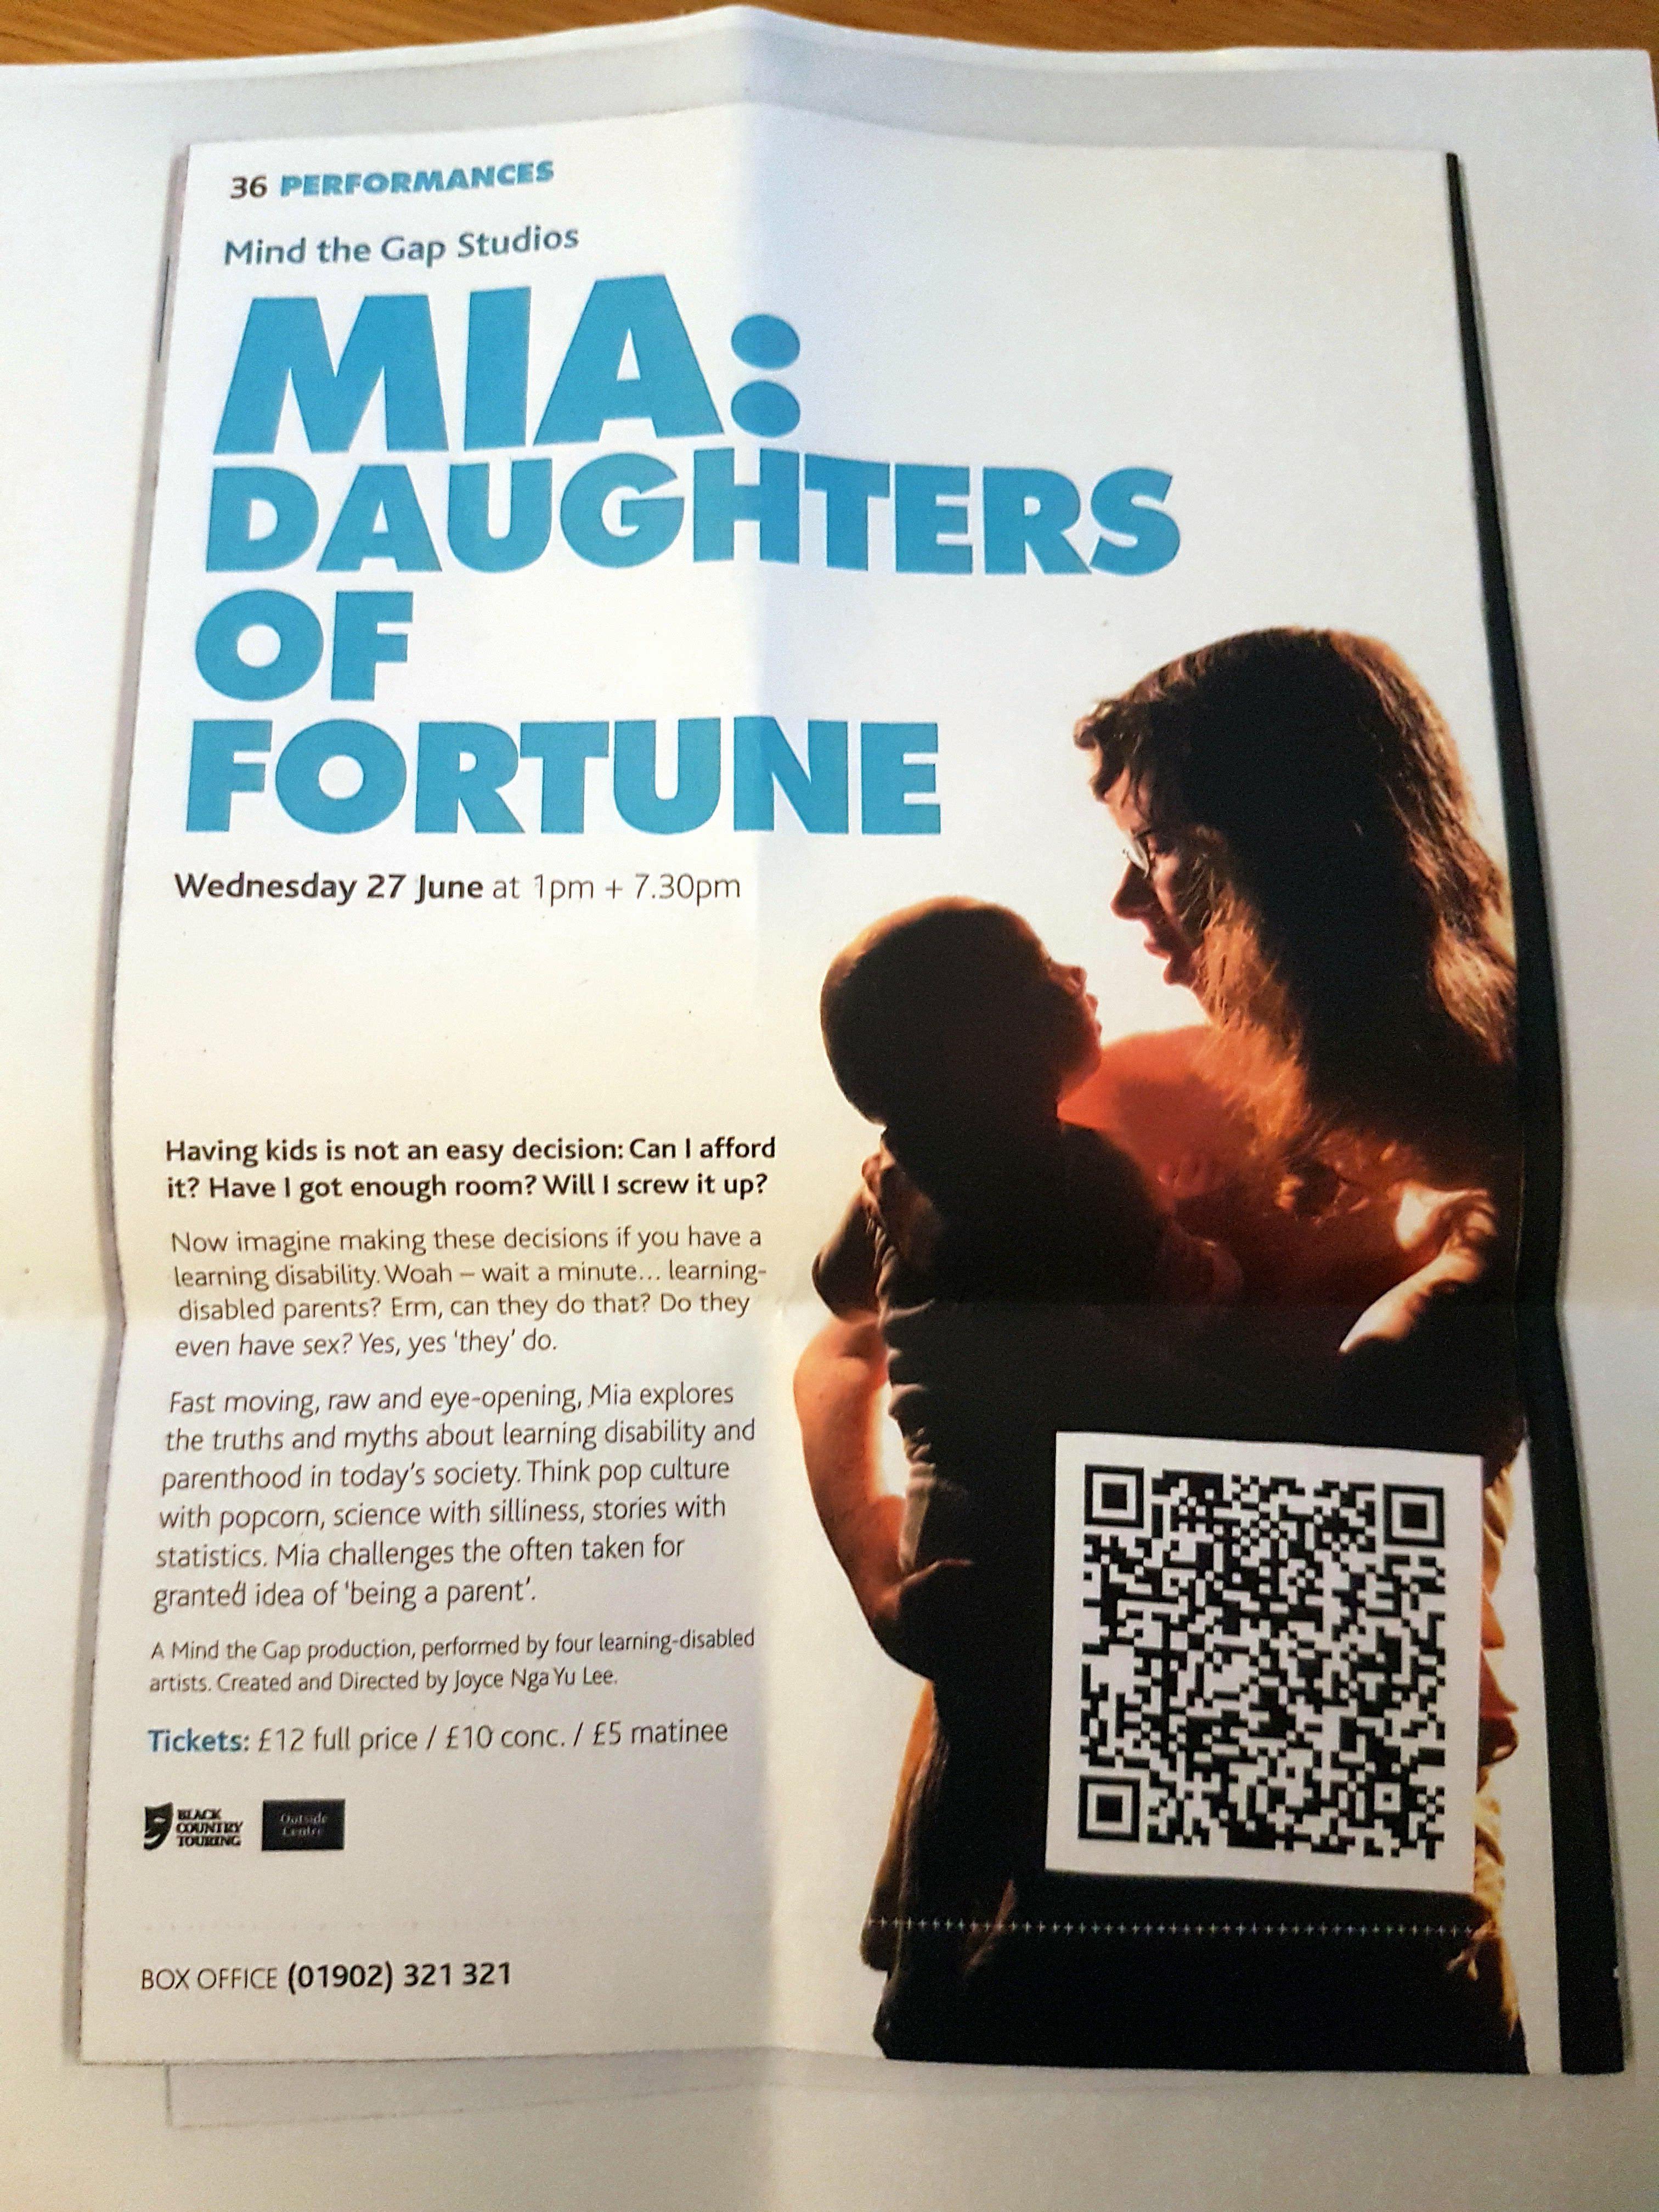 36 PERFORMANCES
Mind the Gap Studios
MIA:
DAUGHTERS
OF
FORTUNE
Wednesday 27 June at 1pm + 7.30pm
Having kids is not an easy decision: Can I afford
it? Have I got enough room? Will I screw it up?
Now imagine making these decisions if you have a
learning disability. Woah – wait a minute... learning-
disabled parents? Erm, can they do that? Do they
even have sex? Yes, yes ‘they’ do.
Fast moving, raw and eye-opening, Mia explores
the truths and myths about learning disability and
parenthood in today’s society. Think pop culture
with popcorn, science with silliness, stories with
statistics. Mia challenges the often taken for
granted idea of ‘being a parent’.
A Mind the Gap production, performed by four learning-disabled
artists. Created and Directed by Joyce Nga Yu Lee.
Tickets: £12 full price / £10 conc. / £5 matinee
BLACK
COUNTRY
TOURING
Outside
Centre
BOX OFFICE (01902) 321 321